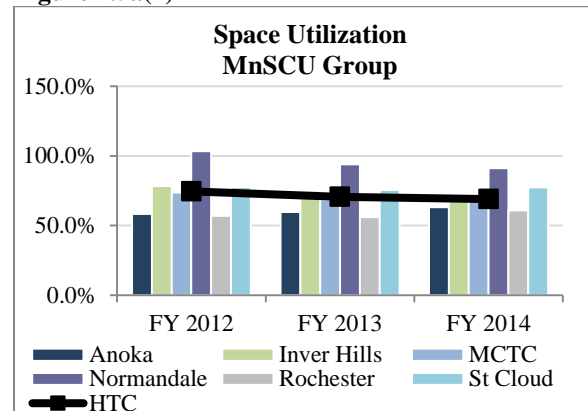 Space Utilization
MnSCU Group
150.0%
100.0%
50.0%
0.0%
FY 2012 FY 2013 FY 2014
Anoka Inver Hills MCTC
Normandale Rochester St Cloud
HTC